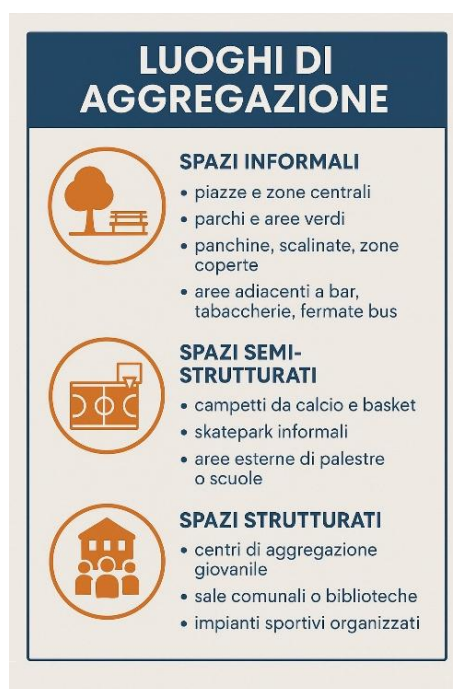 LUOGHI DI
AGGREGAZIONE
SPAZI INFORMALI
• piazze e zone centrali
• parchi e aree verdi
• panchine, scalinate, zone
coperte
• aree adiacenti a bar,
tabaccherie, fermate bus
SPAZI SEMI-
STRUTTURATI
• campetti da calcio e basket
• skatepark informali
• aree esterne di palestre
o scuole
SPAZI STRUTTURATI
• centri di aggregazione
giovanile
• sale comunali o biblioteche
• impianti sportivi organizzati